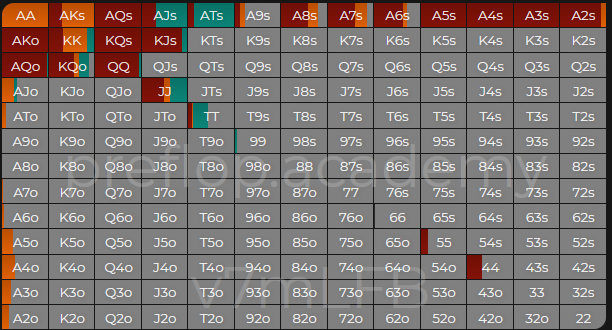 AA AKs AQs AJs ATs A9s A8s A7s A6s A5s A4s A3s A2s
AKo KK KQs KJs KTs K9s K8s K7s K6s K5s K4s K3s K2s
AQo KQo QQ QJs QTs Q9s Q8s Q7s Q6s Q5s Q4s Q3s Q2s
AJo KJo QJo JJ JTs J9s J8s J7s J6s J5s J4s J3s J2s
ATo KTo QTo JTo TT T9s T8s T7s T6s T5s T4s T3s T2s
A9o K9o Q9o J9o T9o 99 98s 97s 96s 95s 94s 93s 92s
A8o K8o Q8o J8o T8o 98o 88 87s 86s 85s 84s 83s 82s
preflop.academy
A7o K7o Q7o J7o T7o 97o 87o 77 76s 75s 74s 73s 72s
A6o K6o Q6o J6o T6o 96o 86o 76o 66 65s 64s 63s 62s
A5o K5o Q5o J5o T5o 95o 85o 75o 65o 55 54s 53s 52s
A4o K4o Q4o J4o T4o 94o 84o 74o 64o 54o 44 43s 42s
v7mLFB
A3o K3o Q3o J3o T3o 93o 83o 73o 63o 53o 43o 33 32s
A2o K2o Q2o J2o T2o 92o 82o 72o 62o 52o 42o 32o 22